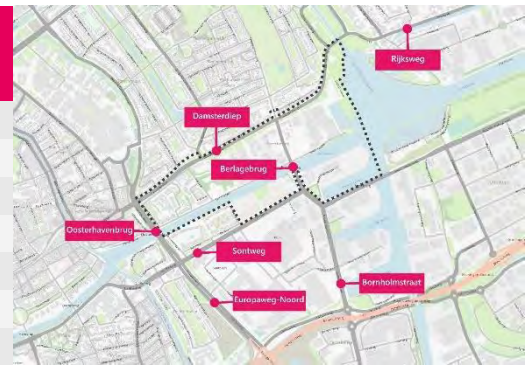 Rijksweg
Damsterdiep
Berlagebrug
Oosterhavenbrug
Sontweg
Europaweg-Noord
Bornholmstraat